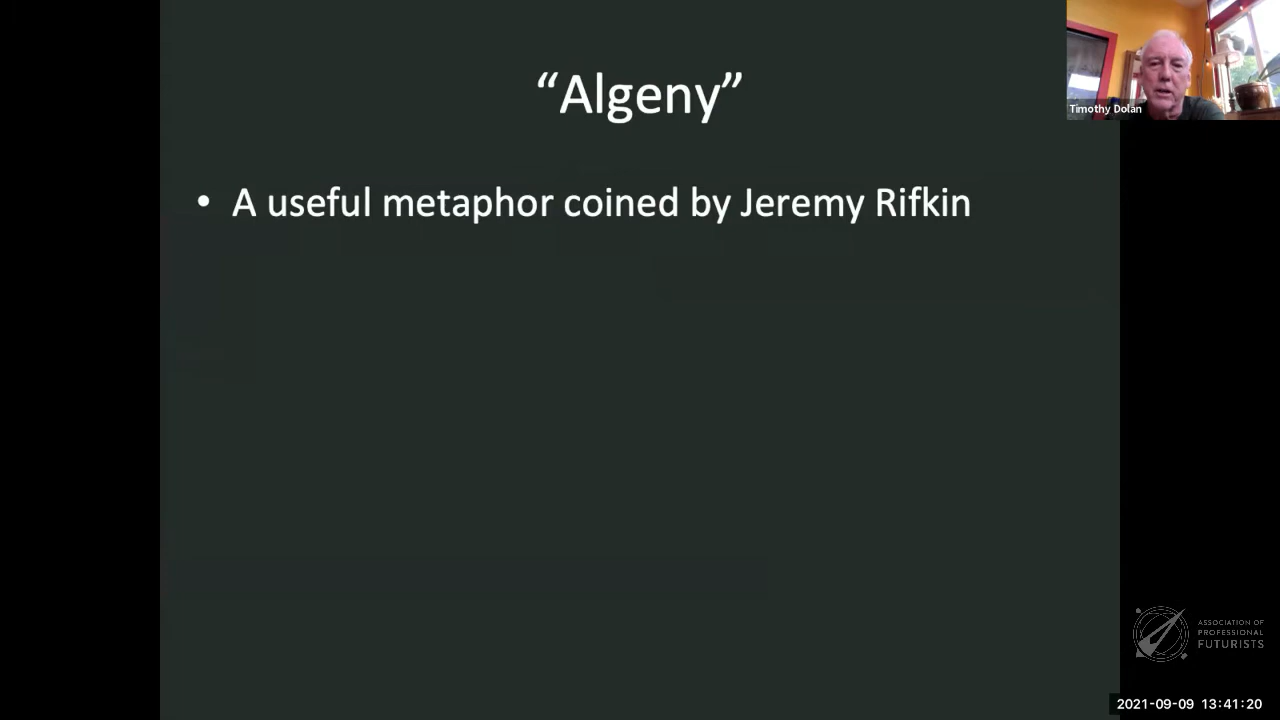 “Algeny”
• A useful metaphor coined by Jeremy Rifkin
Timothy Dolan
ASSOCIATION OF
PROFESSIONAL
FUTURISTS
2021-09-09 13:41:20